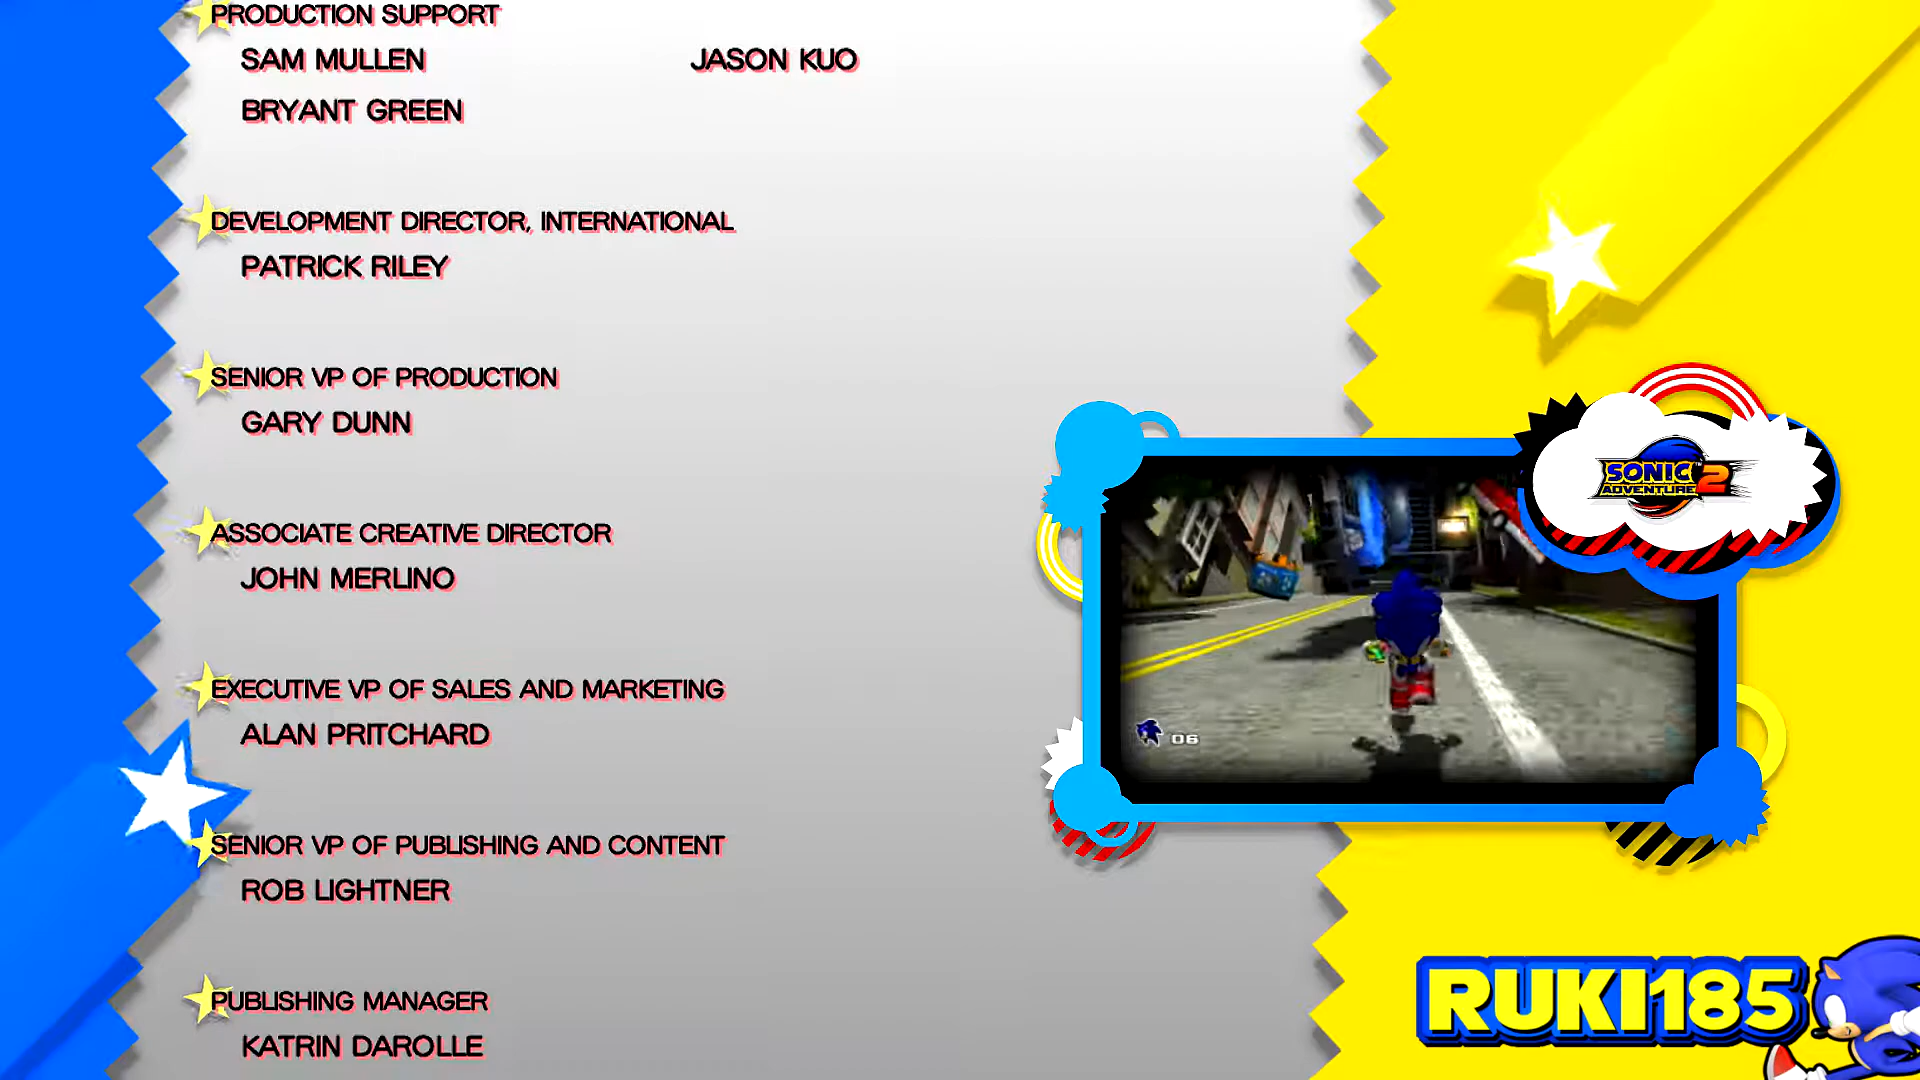 PRODUCTION SUPPORT
SAM MULLEN JASON KUO
BRYANT GREEN
DEVELOPMENT DIRECTOR, INTERNATIONAL
PATRICK RILEY
SENIOR VP OF PRODUCTION
GARY DUNN
ASSOCIATE CREATIVE DIRECTOR
JOHN MERLINO
EXECUTIVE VP OF SALES AND MARKETING
ALAN PRITCHARD
SENIOR VP OF PUBLISHING AND CONTENT
ROB LIGHTNER
PUBLISHING MANAGER
KATRIN DAROLLE
SONIC
ADVENTURE 2
06
RUKI185